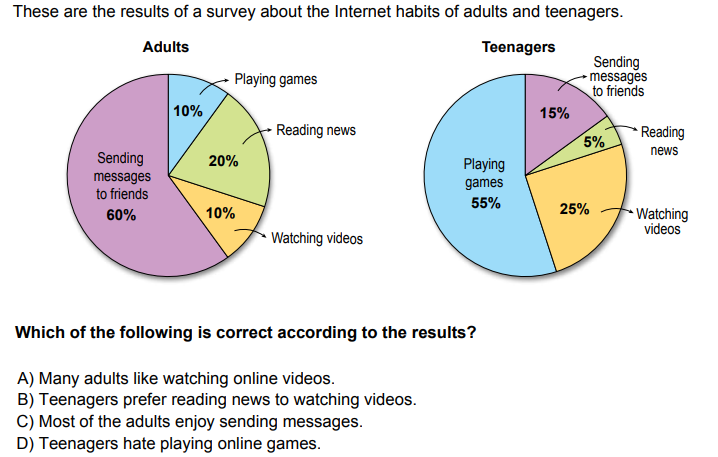 These are the results of a survey about the Internet habits of adults and teenagers.
Adults
Playing games
10%
Reading news
20%
Sending
messages
to friends
60%
10%
Watching videos
Teenagers
Sending
messages
to friends
15%
Reading
news
5%
Playing
games
55%
25%
Watching
videos
Which of the following is correct according to the results?
A) Many adults like watching online videos.
B) Teenagers prefer reading news to watching videos.
C) Most of the adults enjoy sending messages.
D) Teenagers hate playing online games.